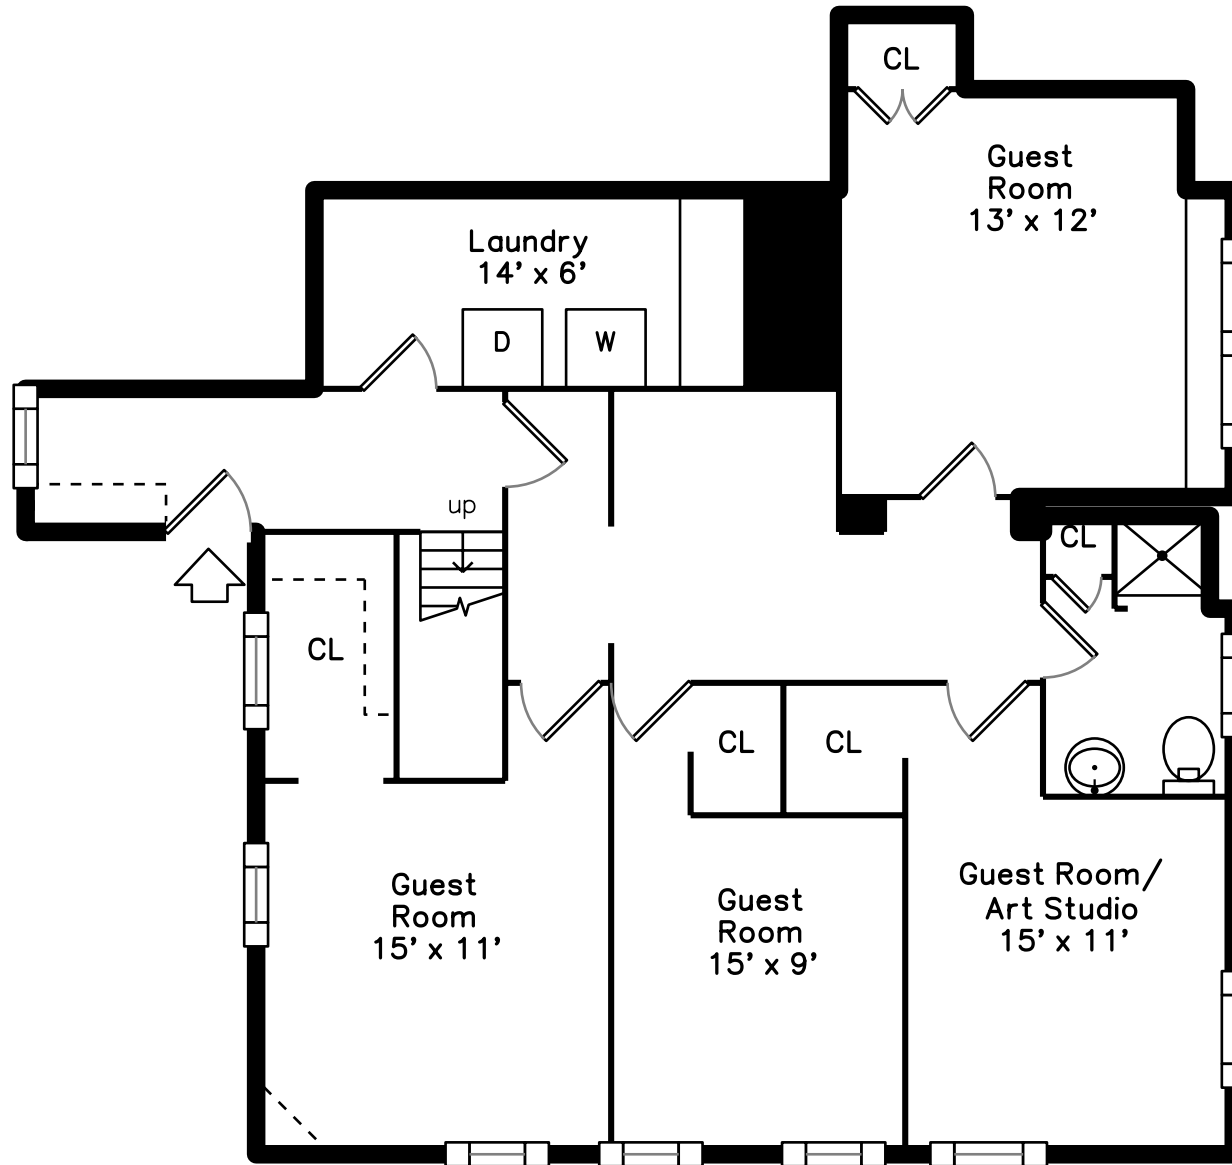 CL
Guest
Room
13' x 12'
Laundry
14' x 6'
D
W
up
CL
CL
CL
CL
Guest
Room
15' x 11'
Guest
Room
15' x 9'
Guest Room/
Art Studio
15' x 11'